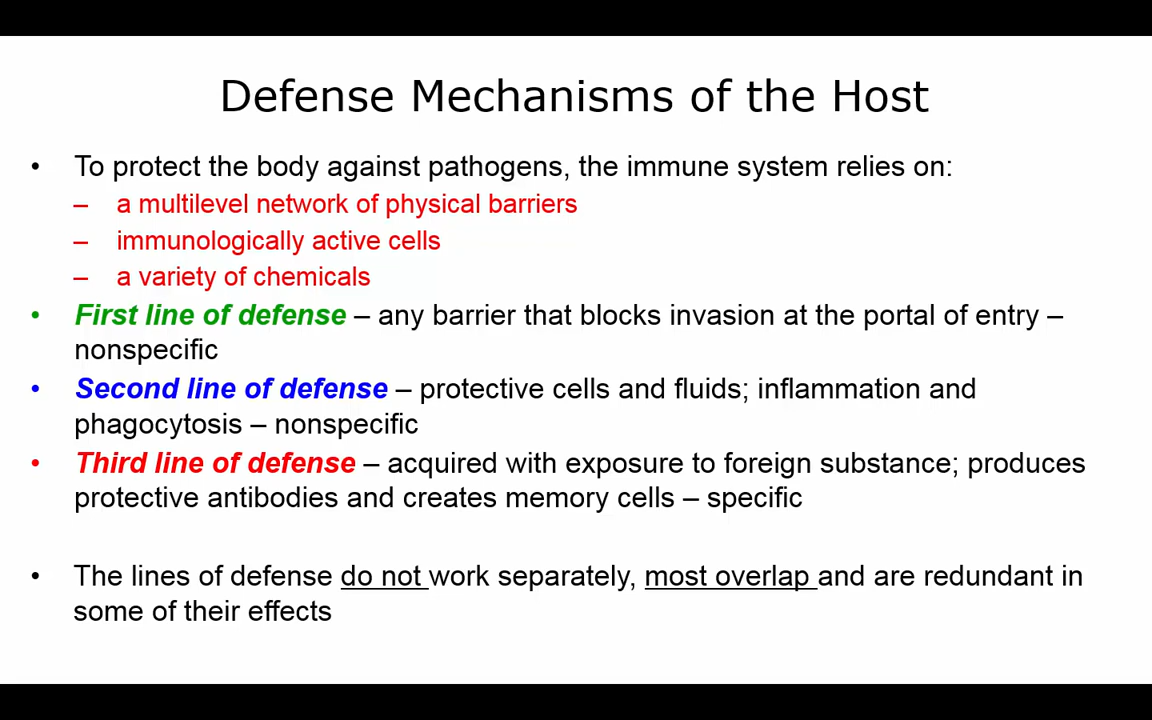 Defense Mechanisms of the Host
• To protect the body against pathogens, the immune system relies on:
– a multilevel network of physical barriers
– immunologically active cells
– a variety of chemicals
• First line of defense – any barrier that blocks invasion at the portal of entry –
nonspecific
• Second line of defense – protective cells and fluids; inflammation and
phagocytosis – nonspecific
• Third line of defense – acquired with exposure to foreign substance; produces
protective antibodies and creates memory cells – specific
• The lines of defense do not work separately, most overlap and are redundant in
some of their effects